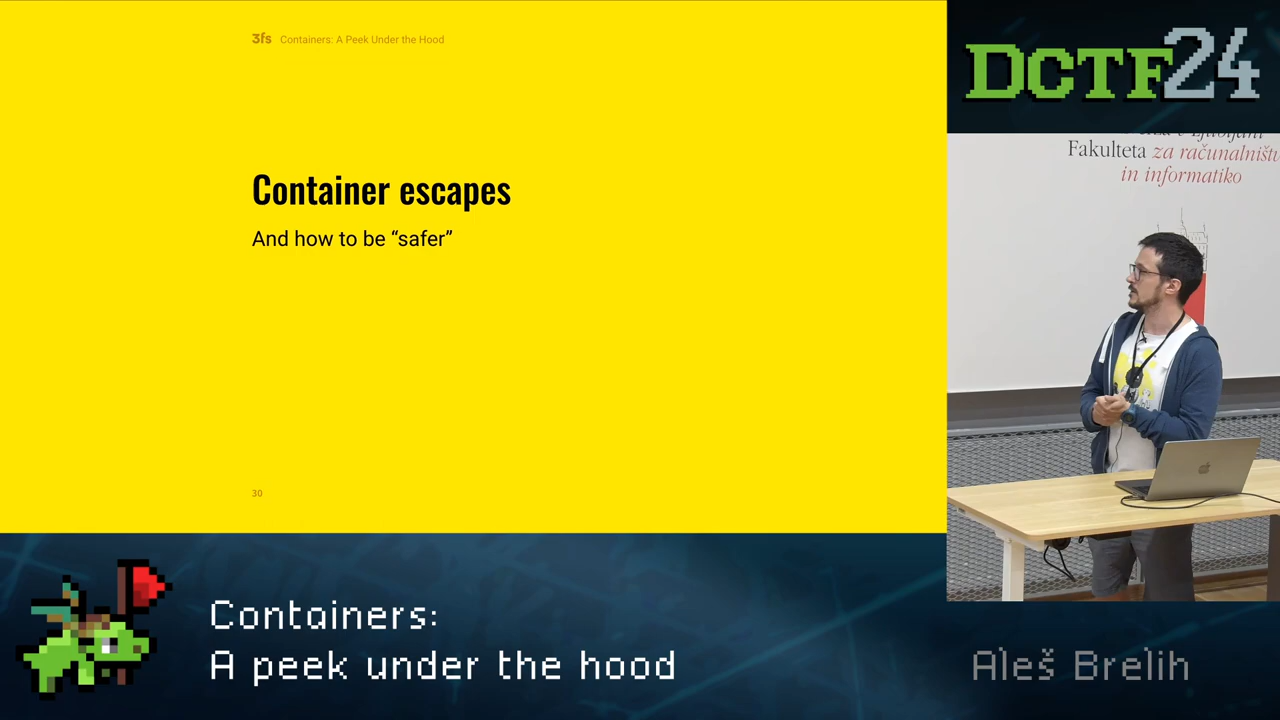 3fs Containers: A Peek Under the Hood
Container escapes
And how to be “safer”
30
DCTF24
Fakulteta za računalništv
in informatiko
Containers:
A peek under the hood
Aleš Brelih